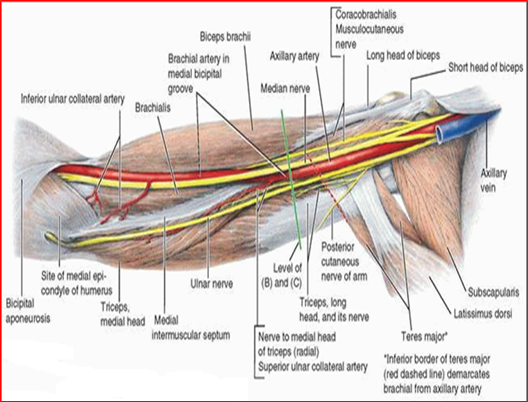 Coracobrachialis
Musculocutaneous
nerve
Biceps brachii
Brachial artery in
medial bicipital
groove
Axillary artery
Long head of biceps
Short head of biceps
Median nerve
Inferior ulnar collateral artery
Brachialis
Axillary
vein
Site of medial epi-
condyle of humerus
Bicipital
aponeurosis
Triceps,
medial head
Medial
intermuscular septum
Ulnar nerve
Level of
(B) and (C)
Posterior
cutaneous
nerve of arm
Triceps, long
head, and its nerve
Nerve to medial head
of triceps (radial)
Superior ulnar collateral artery
Subscapularis
Latissimus dorsi
Teres major*
*Inferior border of teres major
(red dashed line) demarcates
brachial from axillary artery